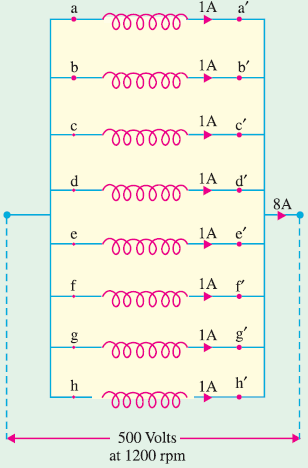 a 1A a′
b 1A b′
c 1A c′
d 1A d′
8A
e 1A e′
f 1A f′
g 1A g′
h 1A h′
500 Volts
at 1200 rpm